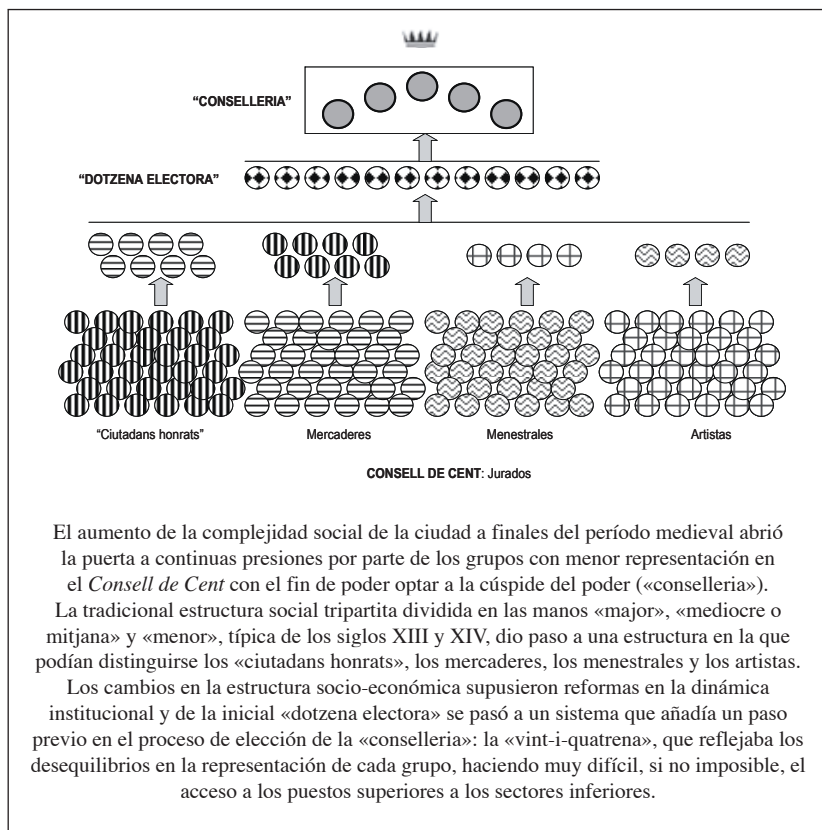 “CONSELLERIA”
“DOTZENA ELECTORA”
“Ciutadans honrats” Mercaderes Menestrales Artistas
CONSELL DE CENT: Jurados
El aumento de la complejidad social de la ciudad a finales del período medieval abrió
la puerta a continuas presiones por parte de los grupos con menor representación en
el Consell de Cent con el fin de poder optar a la cúspide del poder («conselleria»).
La tradicional estructura social tripartita dividida en las manos «major», «mediocre o
mitjana» y «menor», típica de los siglos XIII y XIV, dio paso a una estructura en la que
podían distinguirse los «ciutadans honrats», los mercaderes, los menestrales y los artistas.
Los cambios en la estructura socio-económica supusieron reformas en la dinámica
institucional y de la inicial «dotzena electora» se pasó a un sistema que añadía un paso
previo en el proceso de elección de la «conselleria»: la «vint-i-quatrena», que reflejaba los
desequilibrios en la representación de cada grupo, haciendo muy difícil, si no imposible, el
acceso a los puestos superiores a los sectores inferiores.